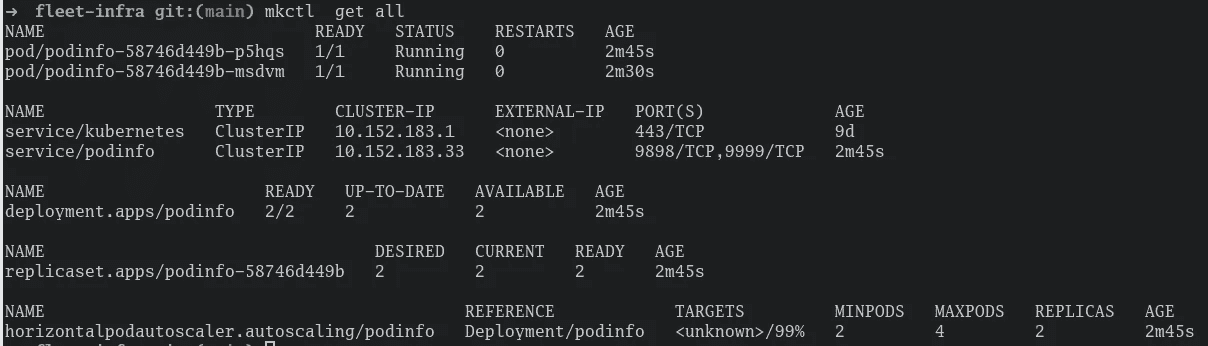 → fleet-infra git:(main) mkctl  get all
NAME                           READY   STATUS    RESTARTS   AGE
pod/podinfo-58746d449b-p5hqs   1/1     Running   0          2m45s
pod/podinfo-58746d449b-msdvm   1/1     Running   0          2m30s

NAME                 TYPE        CLUSTER-IP      EXTERNAL-IP   PORT(S)             AGE
service/kubernetes   ClusterIP   10.152.183.1    <none>        443/TCP             9d
service/podinfo      ClusterIP   10.152.183.33   <none>        9898/TCP,9999/TCP   2m45s

NAME                      READY   UP-TO-DATE   AVAILABLE   AGE
deployment.apps/podinfo   2/2     2            2           2m45s

NAME                                 DESIRED   CURRENT   READY   AGE
replicaset.apps/podinfo-58746d449b   2         2         2       2m45s

NAME                                          REFERENCE            TARGETS         MINPODS   MAXPODS   REPLICAS   AGE
horizontalpodautoscaler.autoscaling/podinfo   Deployment/podinfo   <unknown>/99%   2         4         2          2m45s